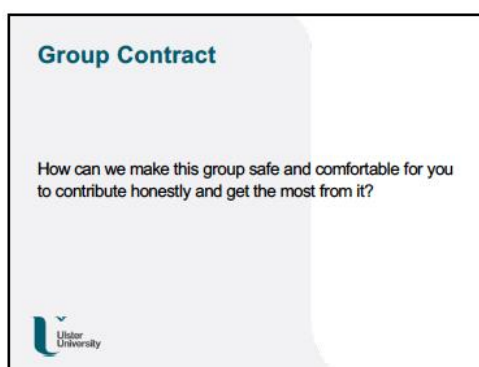 Group Contract
How can we make this group safe and comfortable for you
to contribute honestly and get the most from it?
Ulster
University